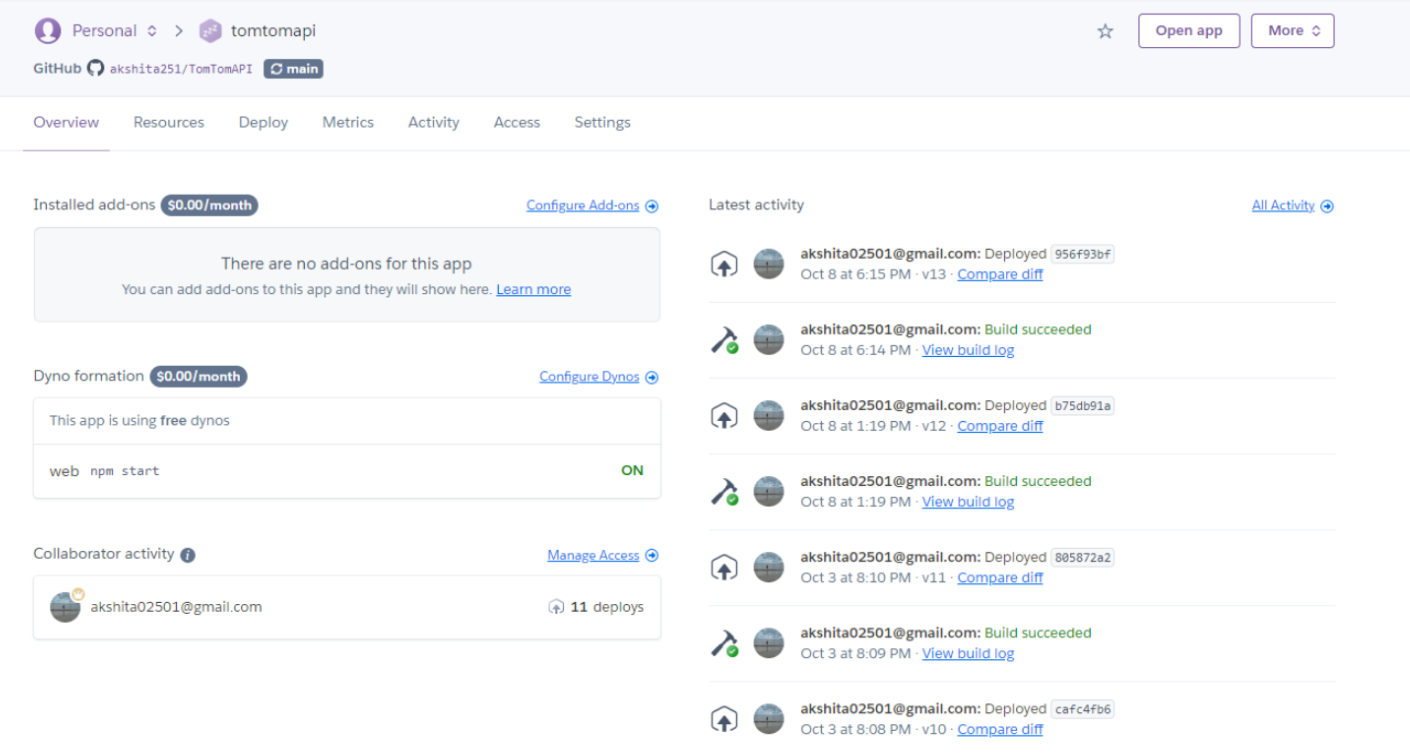 Personal > tomtomapi
Open app
More
GitHub akshita251/TomTomAPI main
Overview Resources Deploy Metrics Activity Access Settings
Installed add-ons $0.00/month Configure Add-ons
There are no add-ons for this app
You can add add-ons to this app and they will show here. Learn more
Dyno formation $0.00/month Configure Dynos
This app is using free dynos
web npm start ON
Collaborator activity Manage Access
akshita02501@gmail.com 11 deploys
Latest activity All Activity
akshita02501@gmail.com: Deployed 956f93bf
Oct 8 at 6:15 PM · v13 · Compare diff
akshita02501@gmail.com: Build succeeded
Oct 8 at 6:14 PM · View build log
akshita02501@gmail.com: Deployed b75db91a
Oct 8 at 1:19 PM · v12 · Compare diff
akshita02501@gmail.com: Build succeeded
Oct 8 at 1:19 PM · View build log
akshita02501@gmail.com: Deployed 805872a2
Oct 3 at 8:10 PM · v11 · Compare diff
akshita02501@gmail.com: Build succeeded
Oct 3 at 8:09 PM · View build log
akshita02501@gmail.com: Deployed cafc4fb6
Oct 3 at 8:08 PM · v10 · Compare diff